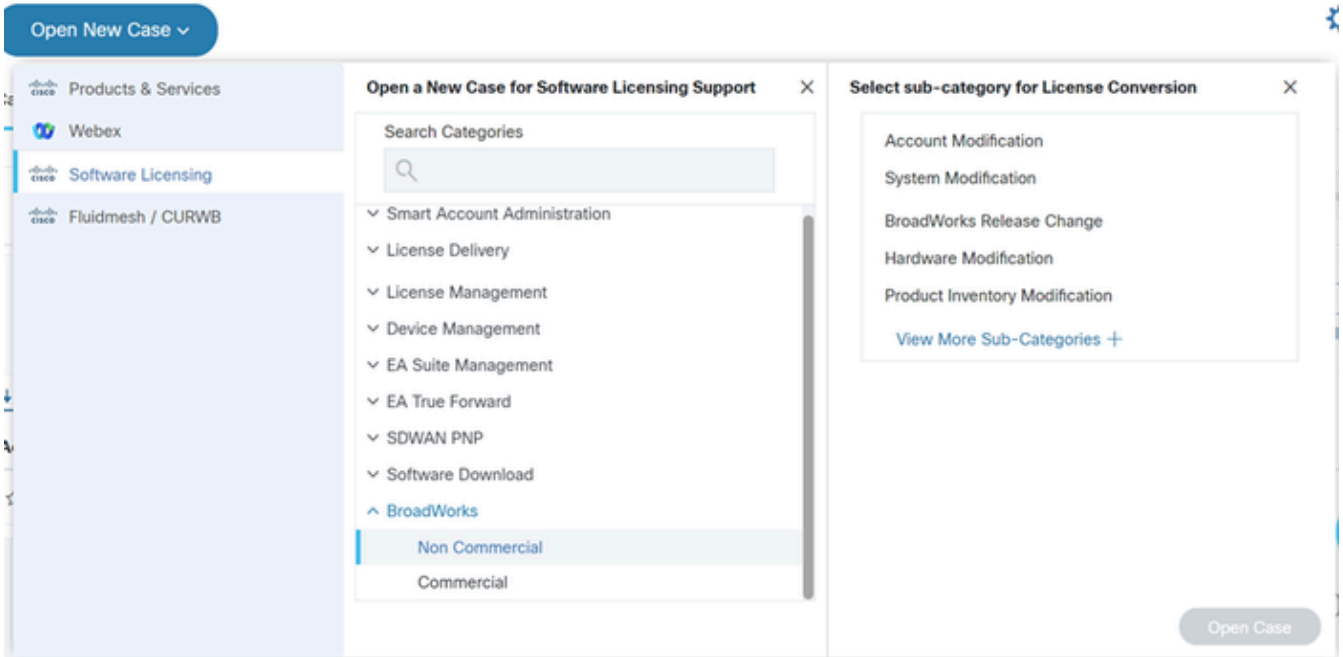 Open New Case
Products & Services
Webex
Software Licensing
Fluidmesh / CURWB
Open a New Case for Software Licensing Support
Search Categories
Smart Account Administration
License Delivery
License Management
Device Management
EA Suite Management
EA True Forward
SDWAN PNP
Software Download
BroadWorks
Non Commercial
Commercial
Select sub-category for License Conversion
Account Modification
System Modification
BroadWorks Release Change
Hardware Modification
Product Inventory Modification
View More Sub-Categories +
Open Case